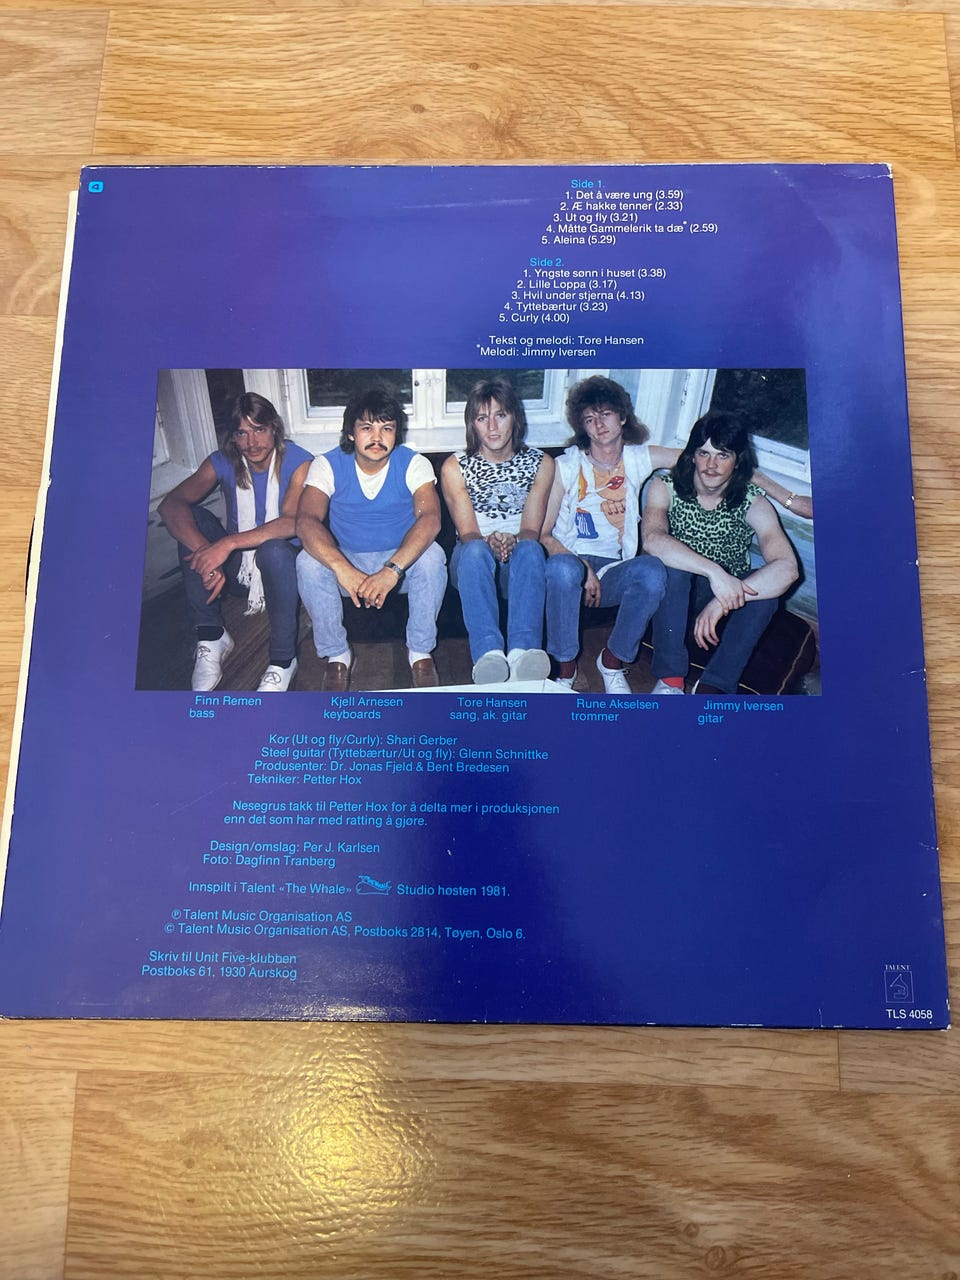 4
Side 1.
1. Det å være ung (3.59)
2. Æ hakke tenner (2.33)
3. Ut og fly (3.21)
4. Måtte Gammelerik ta dæ* (2.59)
5. Aleina (5.29)
Side 2.
1. Yngste sønn i huset (3.38)
2. Lille Loppa (3.17)
3. Hvil under stjerna (4.13)
4. Tyttebærtur (3.23)
5. Curly (4.00)
Tekst og melodi: Tore Hansen
*Melodi: Jimmy Iversen
Finn Remen
bass
Kjell Arnesen
keyboards
Tore Hansen
sang, ak. gitar
Rune Akselsen
trommer
Jimmy Iversen
gitar
Kor (Ut og fly/Curly): Shari Gerber
Steel guitar (Tyttebærtur/Ut og fly): Glenn Schnittke
Produsenter: Dr. Jonas Fjeld & Bent Bredesen
Tekniker: Petter Hox
Nesegrus takk til Petter Hox for å delta mer i produksjonen
enn det som har med ratting å gjøre.
Design/omslag: Per J. Karlsen
Foto: Dagfinn Tranberg
Innspilt i Talent «The Whale» Studio høsten 1981.
℗ Talent Music Organisation AS
© Talent Music Organisation AS, Postboks 2814, Tøyen, Oslo 6.
Skriv til Unit Five-klubben
Postboks 61, 1930 Aurskog
TALENT
TLS 4058